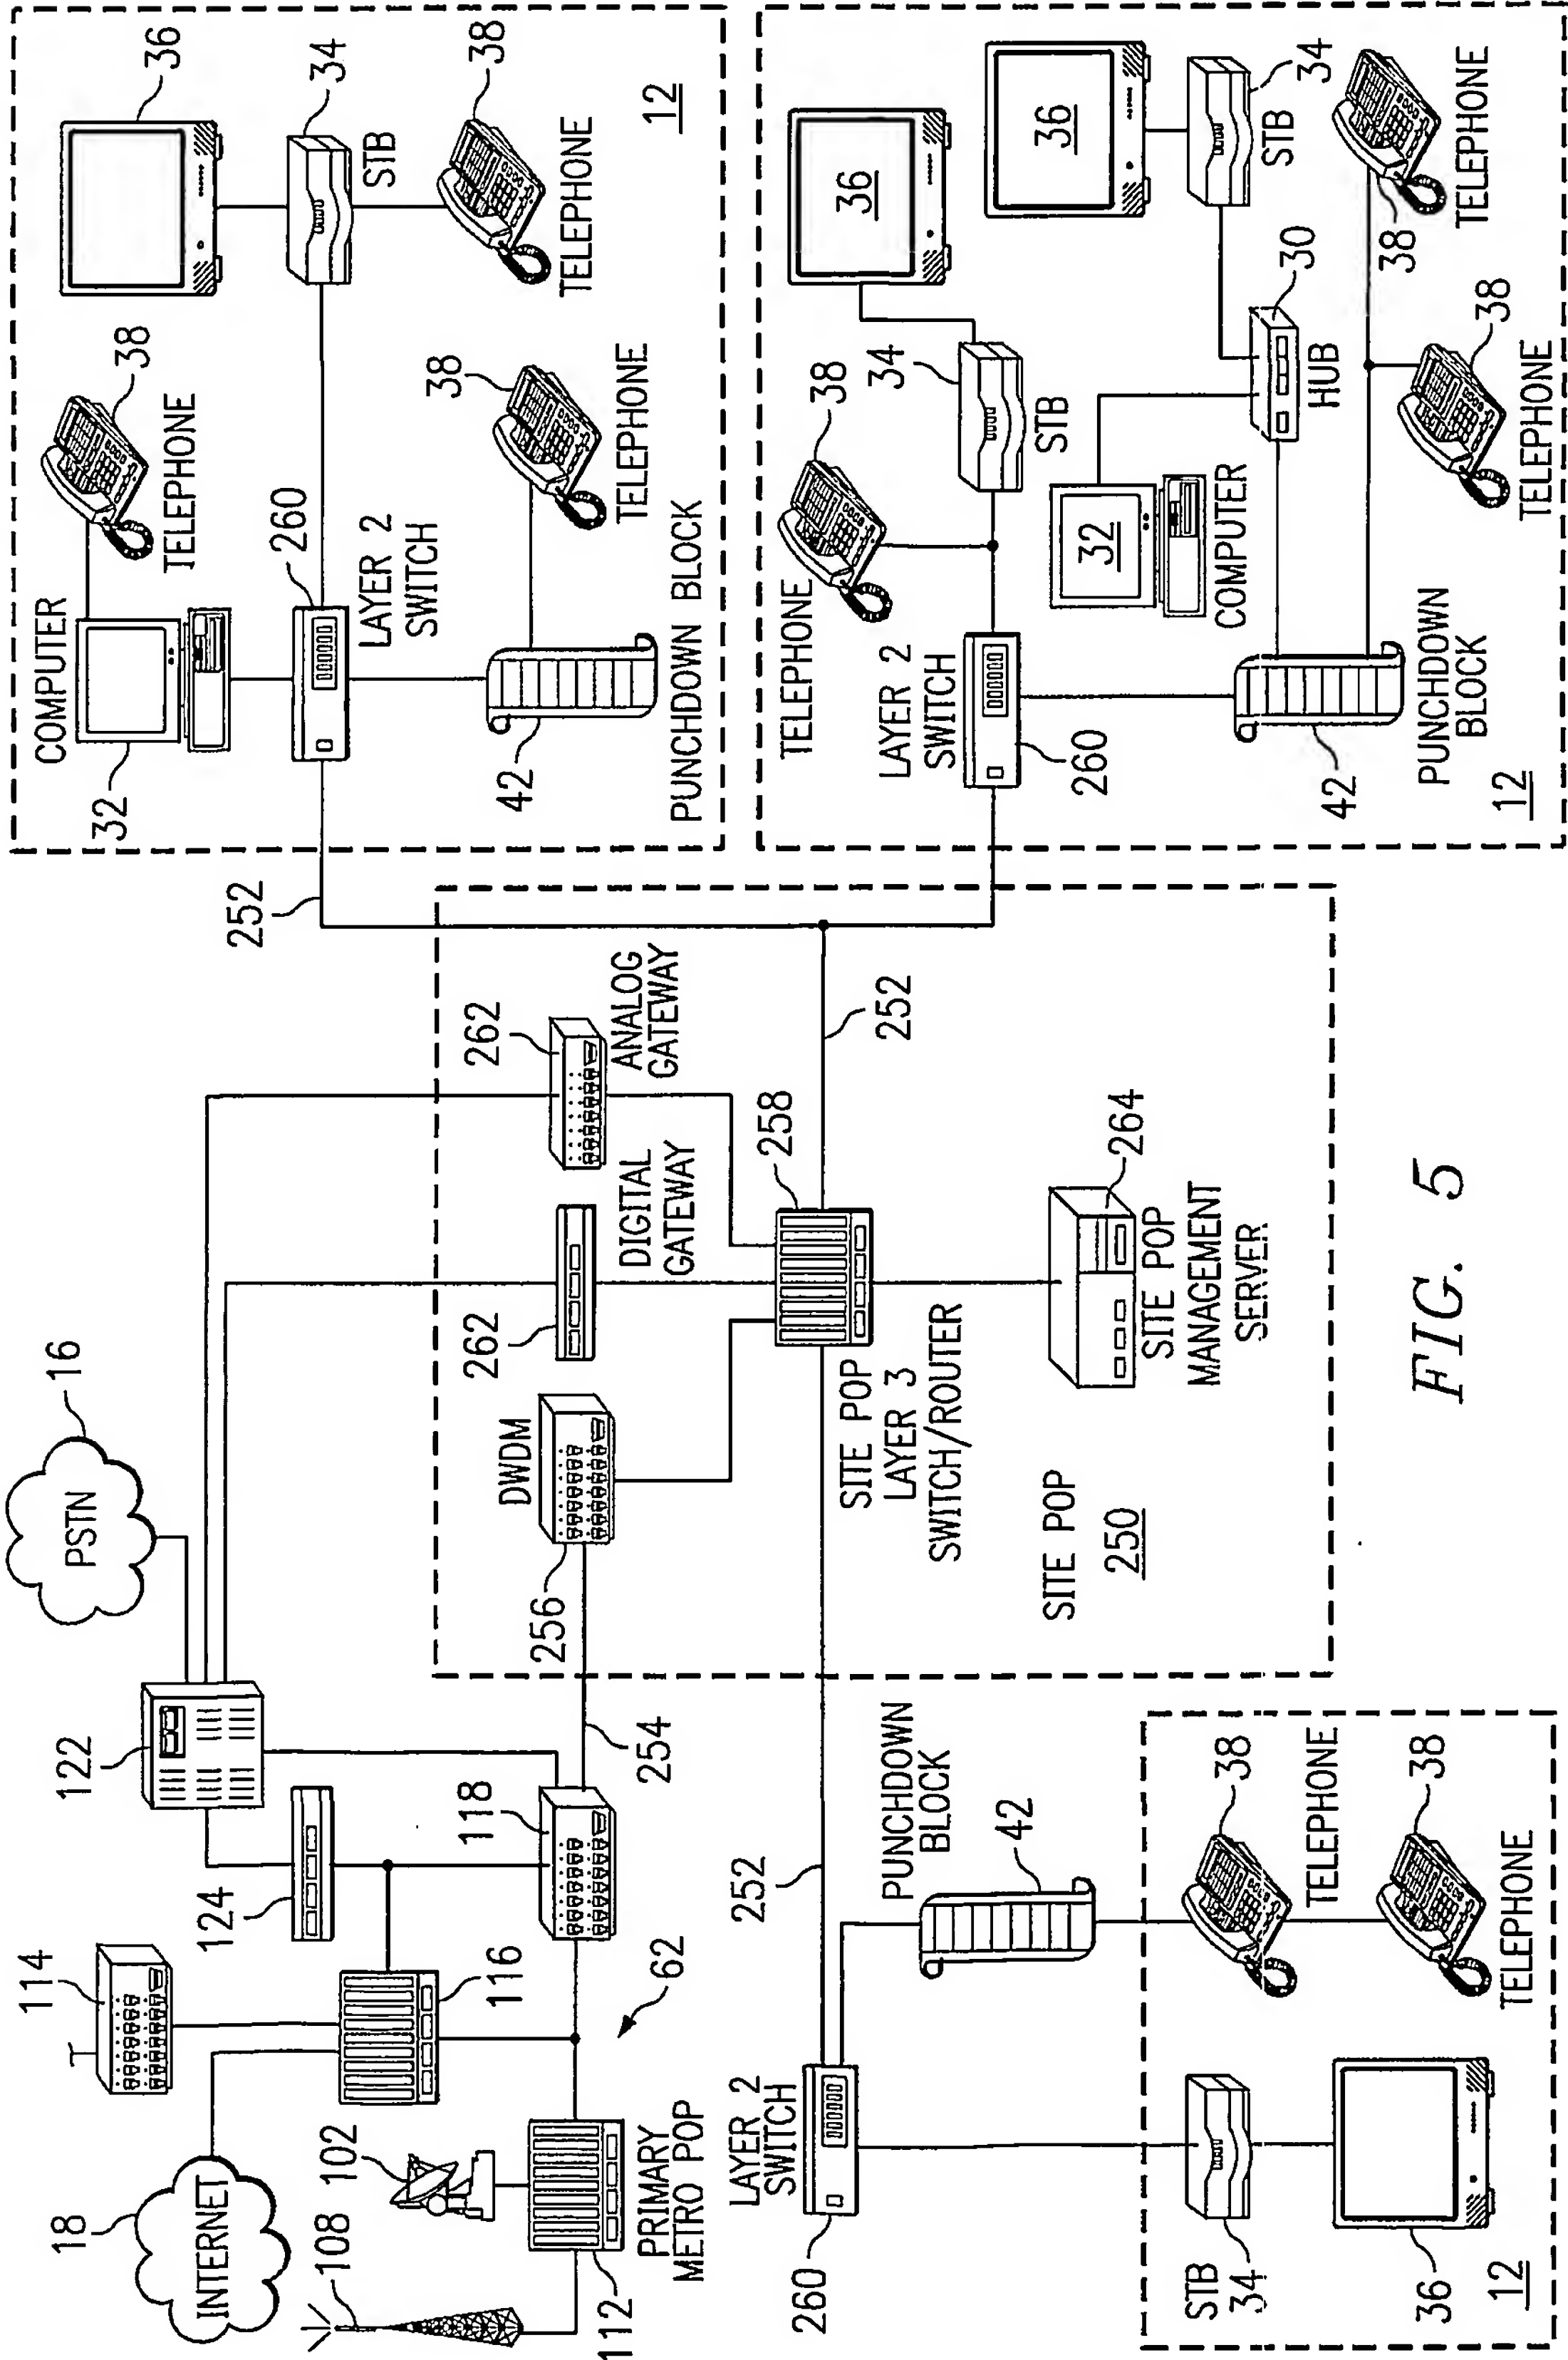 18
INTERNET
108
102
114
124
122
PSTN
16
118
116
112
PRIMARY
METRO POP
62
254
256
DWDM
262
DIGITAL
GATEWAY
262
ANALOG
GATEWAY
258
SITE POP
LAYER 3
SWITCH/ROUTER
252
264
SITE POP
MANAGEMENT
SERVER
SITE POP
250
252
252
LAYER 2
SWITCH
260
PUNCHDOWN
BLOCK
42
STB
34
36
12
38
TELEPHONE
38
TELEPHONE
COMPUTER
32
38
TELEPHONE
36
34
STB
38
TELEPHONE
260
LAYER 2
SWITCH
38
TELEPHONE
42
PUNCHDOWN BLOCK
12
TELEPHONE
38
34
STB
36
36
34
STB
LAYER 2
SWITCH
260
32
COMPUTER
30
HUB
38
TELEPHONE
38
TELEPHONE
42
PUNCHDOWN
BLOCK
12
FIG. 5